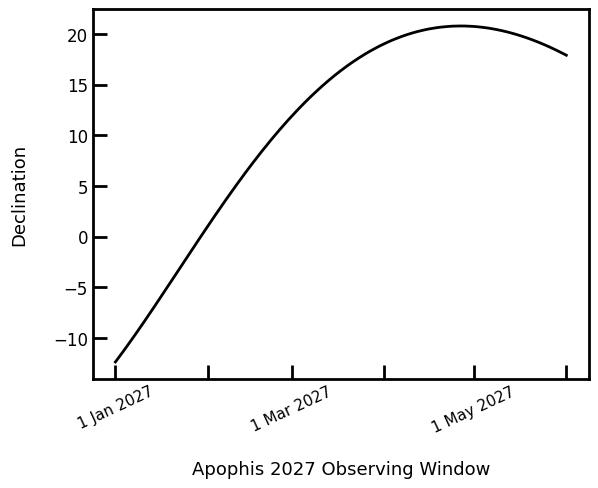 20
15
10
5
0
−5
−10
Declination
1 Jan 2027
1 Mar 2027
1 May 2027
Apophis 2027 Observing Window